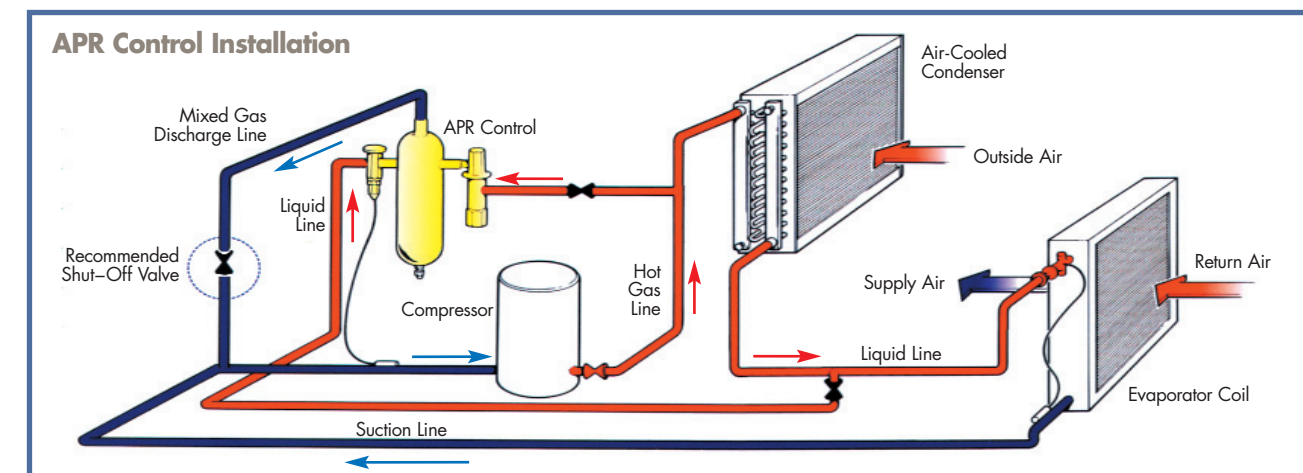 APR Control Installation
Air-Cooled
Condenser
Mixed Gas
Discharge Line
APR Control
Outside Air
Liquid
Line
Recommended
Shut–Off Valve
Hot
Gas
Line
Supply Air
Return Air
Compressor
Liquid Line
Evaporator Coil
Suction Line